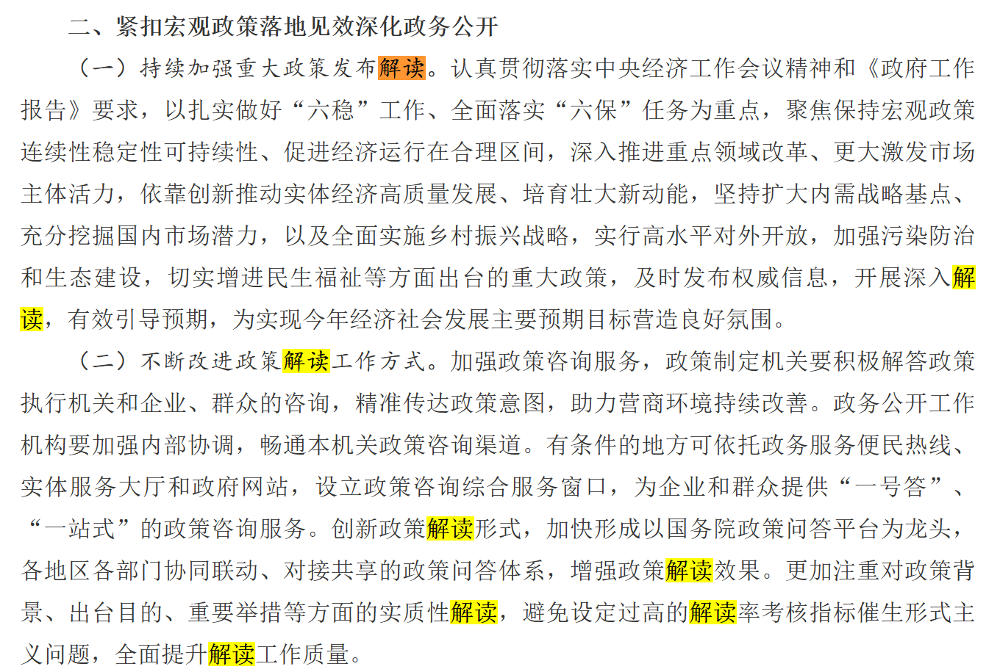 二、紧扣宏观政策落地见效深化政务公开
（一）持续加强重大政策发布解读。认真贯彻落实中央经济工作会议精神和《政府工作
报告》要求，以扎实做好“六稳”工作、全面落实“六保”任务为重点，聚焦保持宏观政策
连续性稳定性可持续性、促进经济运行在合理区间，深入推进重点领域改革、更大激发市场
主体活力，依靠创新推动实体经济高质量发展、培育壮大新动能，坚持扩大内需战略基点、
充分挖掘国内市场潜力，以及全面实施乡村振兴战略，实行高水平对外开放，加强污染防治
和生态建设，切实增进民生福祉等方面出台的重大政策，及时发布权威信息，开展深入解
读，有效引导预期，为实现今年经济社会发展主要预期目标营造良好氛围。
（二）不断改进政策解读工作方式。加强政策咨询服务，政策制定机关要积极解答政策
执行机关和企业、群众的咨询，精准传达政策意图，助力营商环境持续改善。政务公开工作
机构要加强内部协调，畅通本机关政策咨询渠道。有条件的地方可依托政务服务便民热线、
实体服务大厅和政府网站，设立政策咨询综合服务窗口，为企业和群众提供“一号答”、
“一站式”的政策咨询服务。创新政策解读形式，加快形成以国务院政策问答平台为龙头，
各地区各部门协同联动、对接共享的政策问答体系，增强政策解读效果。更加注重对政策背
景、出台目的、重要举措等方面的实质性解读，避免设定过高的解读率考核指标催生形式主
义问题，全面提升解读工作质量。